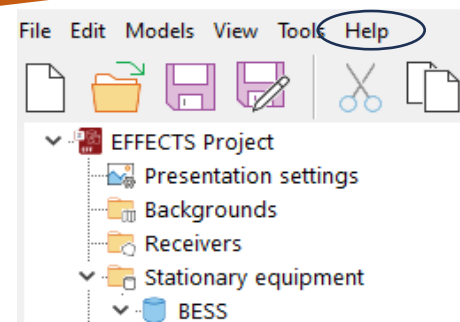 File Edit Models View Tools Help
EFFECTS Project
Presentation settings
Backgrounds
Receivers
Stationary equipment
BESS